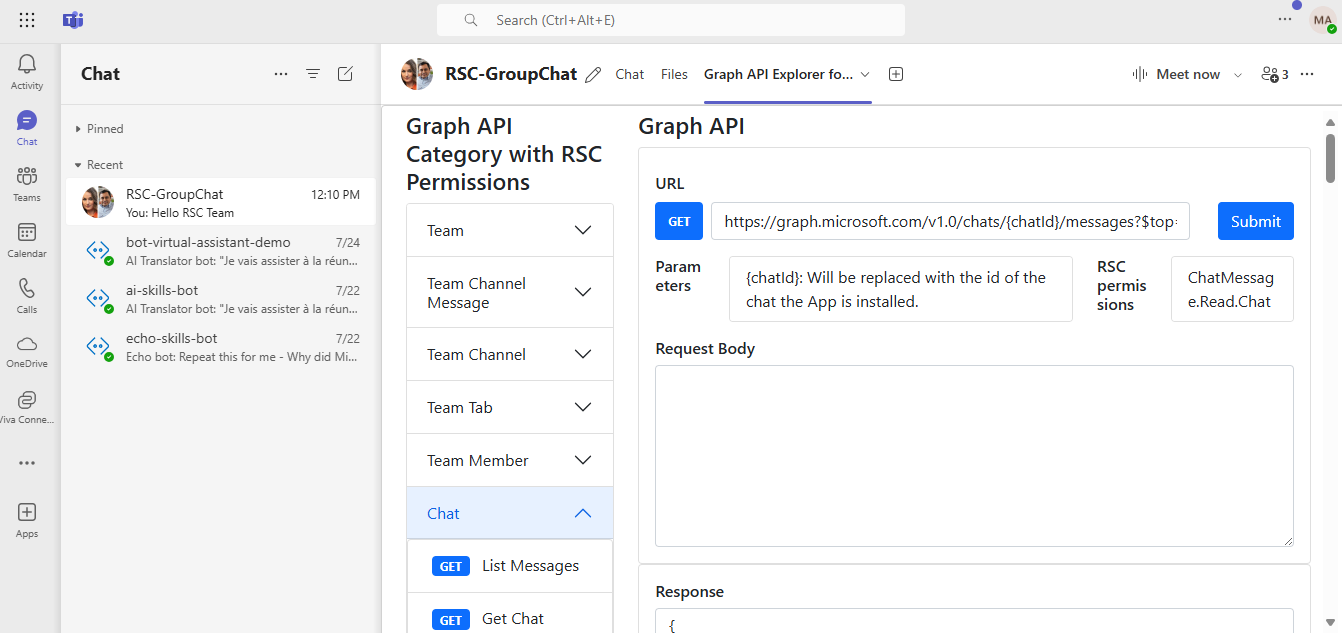 Search (Ctrl+Alt+E)
MA
Activity
Chat
Teams
Calendar
Calls
OneDrive
Viva Conne...
Apps
Chat
Pinned
Recent
RSC-GroupChat 12:10 PM
You: Hello RSC Team
bot-virtual-assistant-demo 7/24
AI Translator bot: "Je vais assister à la réun...
ai-skills-bot 7/22
AI Translator bot: "Je vais assister à la réun...
echo-skills-bot 7/22
Echo bot: Repeat this for me - Why did Mi...
RSC-GroupChat Chat Files Graph API Explorer fo... Meet now 3
Graph API
Category with RSC
Permissions
Team
Team Channel
Message
Team Channel
Team Tab
Team Member
Chat
GET List Messages
GET Get Chat
Graph API
URL
GET https://graph.microsoft.com/v1.0/chats/{chatId}/messages?$top= Submit
Param
eters
{chatId}: Will be replaced with the id of the
chat the App is installed.
RSC
permis
sions
ChatMessag
e.Read.Chat
Request Body
Response
{